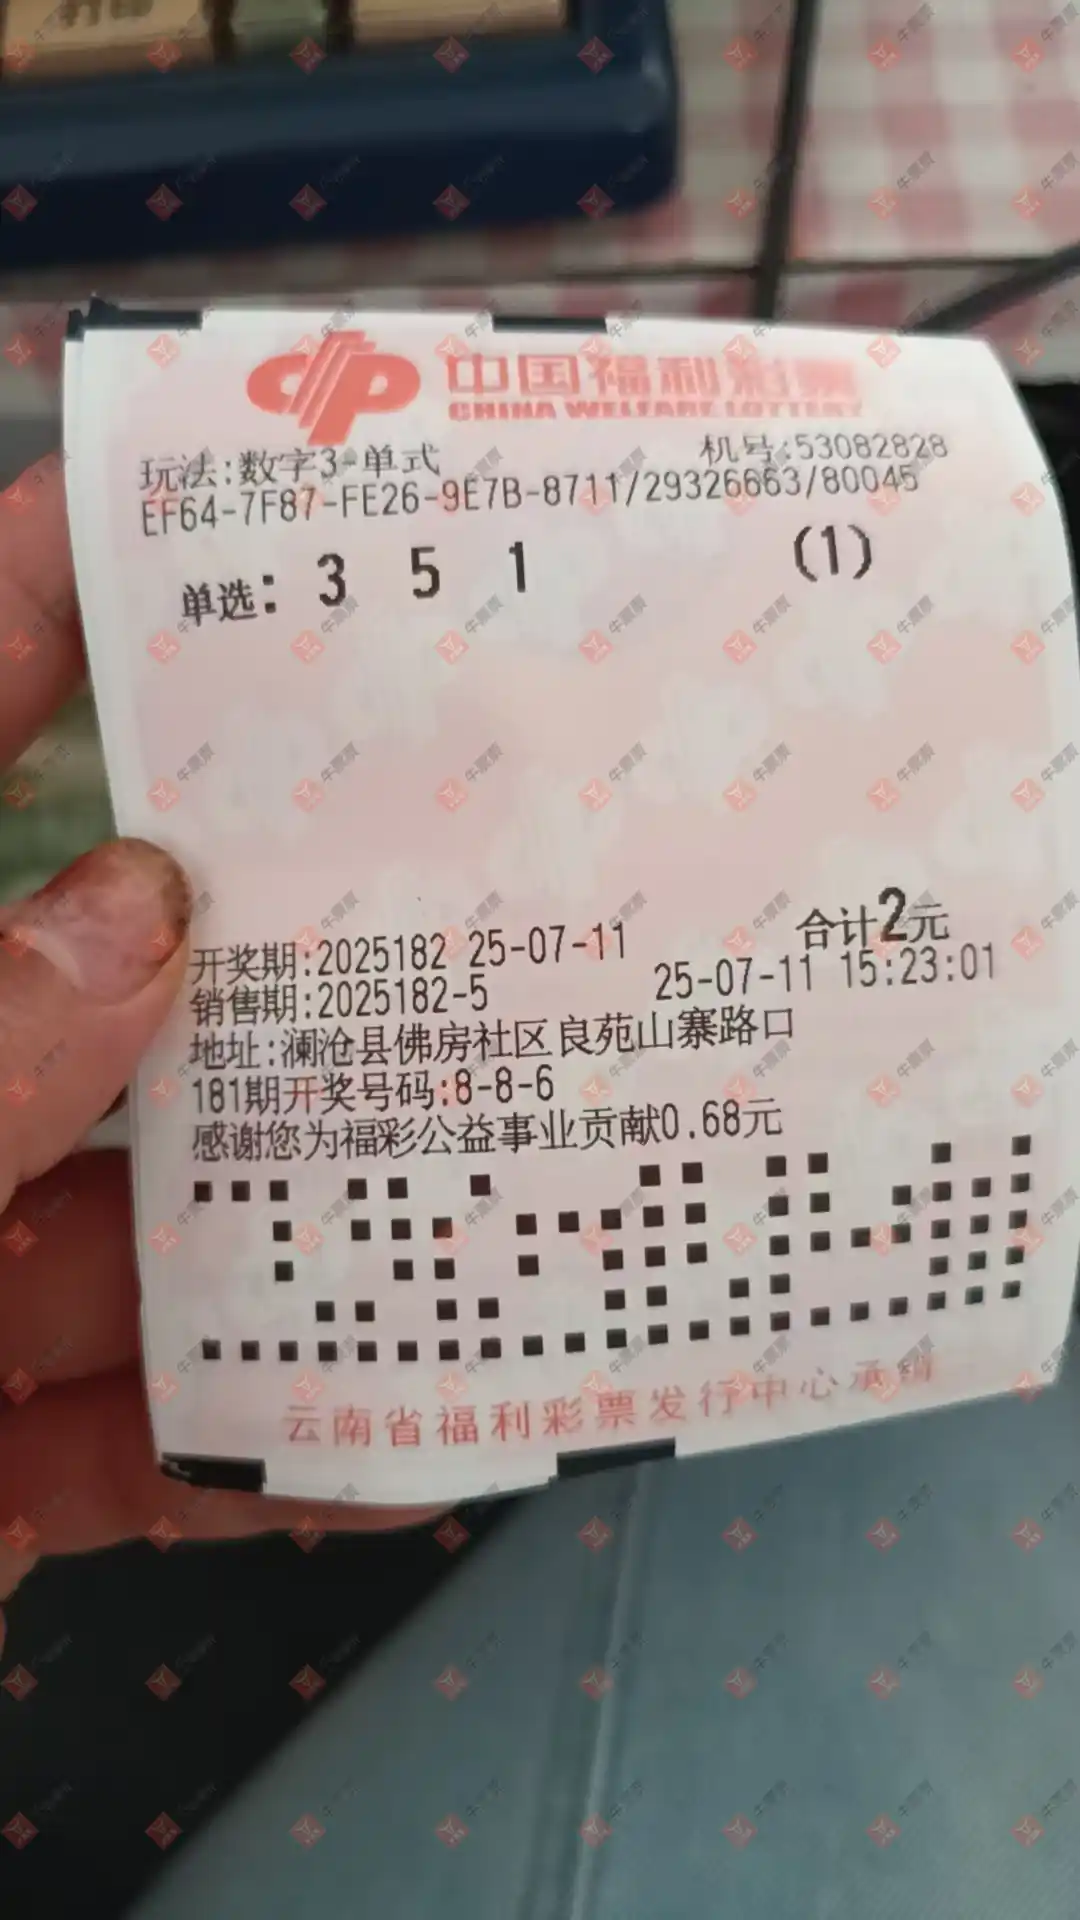 中国福利彩票
CHINA WELFARE LOTTERY
玩法:数字3-单式 机号:53082828
EF64-7F87-FE26-9E7B-8711/29326663/80045
单选: 3 5 1 (1)
开奖期:2025182 25-07-11 合计2元
销售期:2025182-5 25-07-11 15:23:01
地址:澜沧县佛房社区良苑山寨路口
181期开奖号码:8-8-6
感谢您为福彩公益事业贡献0.68元
云南省福利彩票发行中心承销